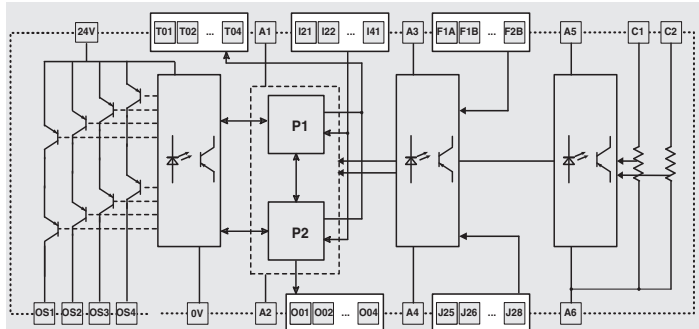 24V T01 T02 ... T04 A1 I21 I22 ... I41 A3 F1A F1B ... F2B A5 C1 C2
P1
P2
OS1 OS2 OS3 OS4 0V A2 O01 O02 ... O04 A4 J25 J26 ... J28 A6